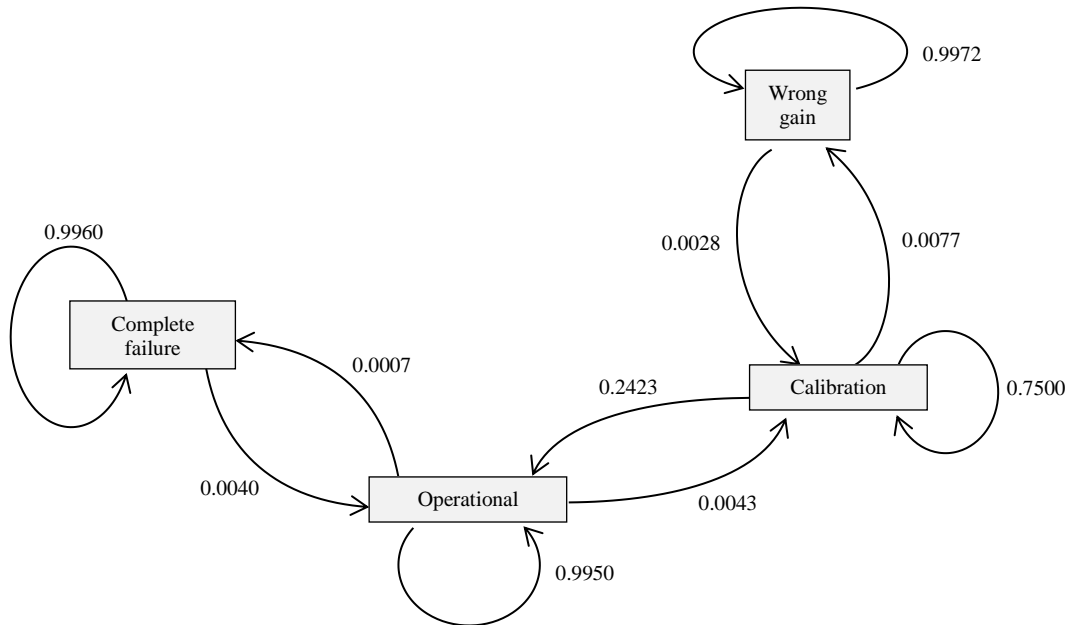 0.9972
Wrong
gain
0.0028
0.0077
0.9960
Complete
failure
0.0007
0.2423
Calibration
0.7500
0.0040
Operational
0.0043
0.9950